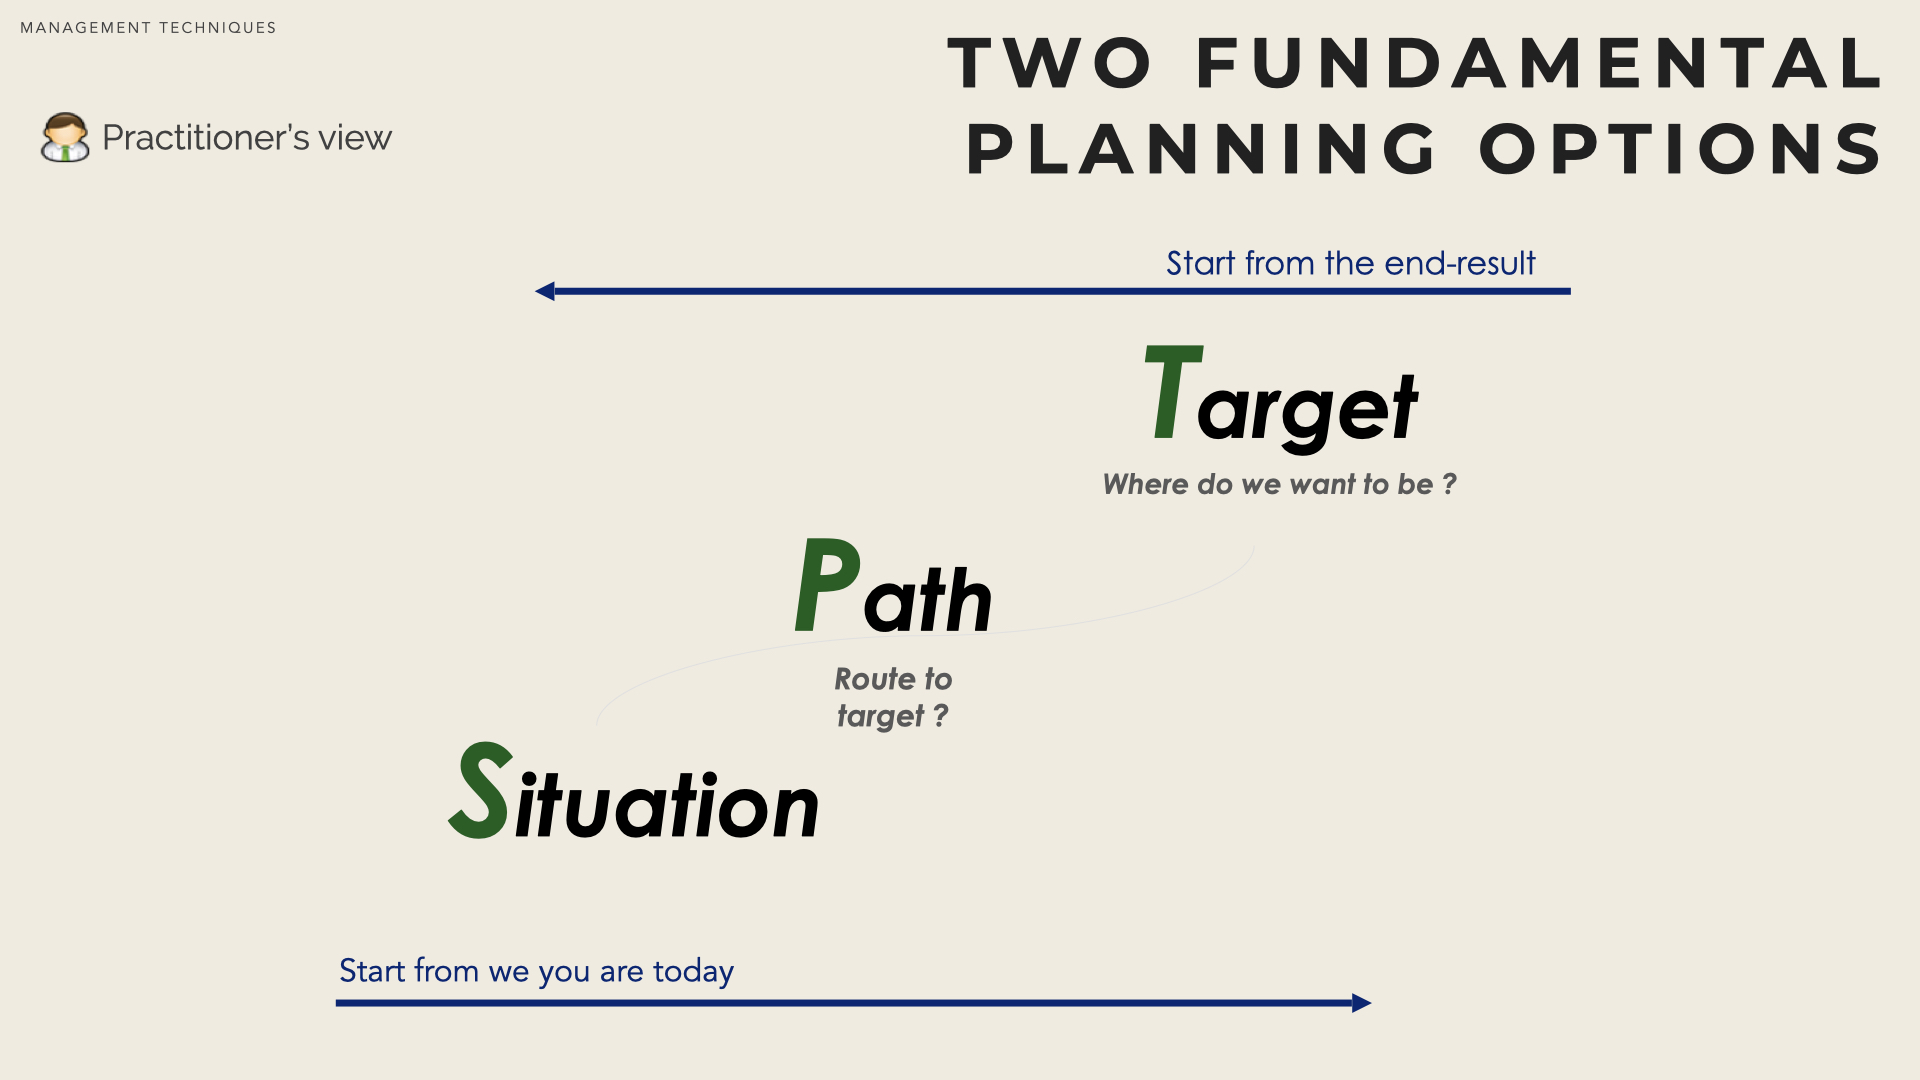 MANAGEMENT TECHNIQUES
TWO FUNDAMENTAL
PLANNING OPTIONS
Practitioner's view
Start from the end-result
Target
Where do we want to be ?
Path
Route to
target ?
Situation
Start from we you are today